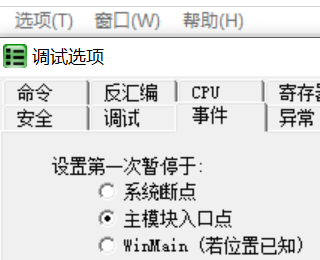 选项(T) 窗口(W) 帮助(H)
调试选项
命令 反汇编 CPU 寄存器
安全 调试 事件 异常
设置第一次暂停于:
系统断点
主模块入口点
WinMain (若位置已知)